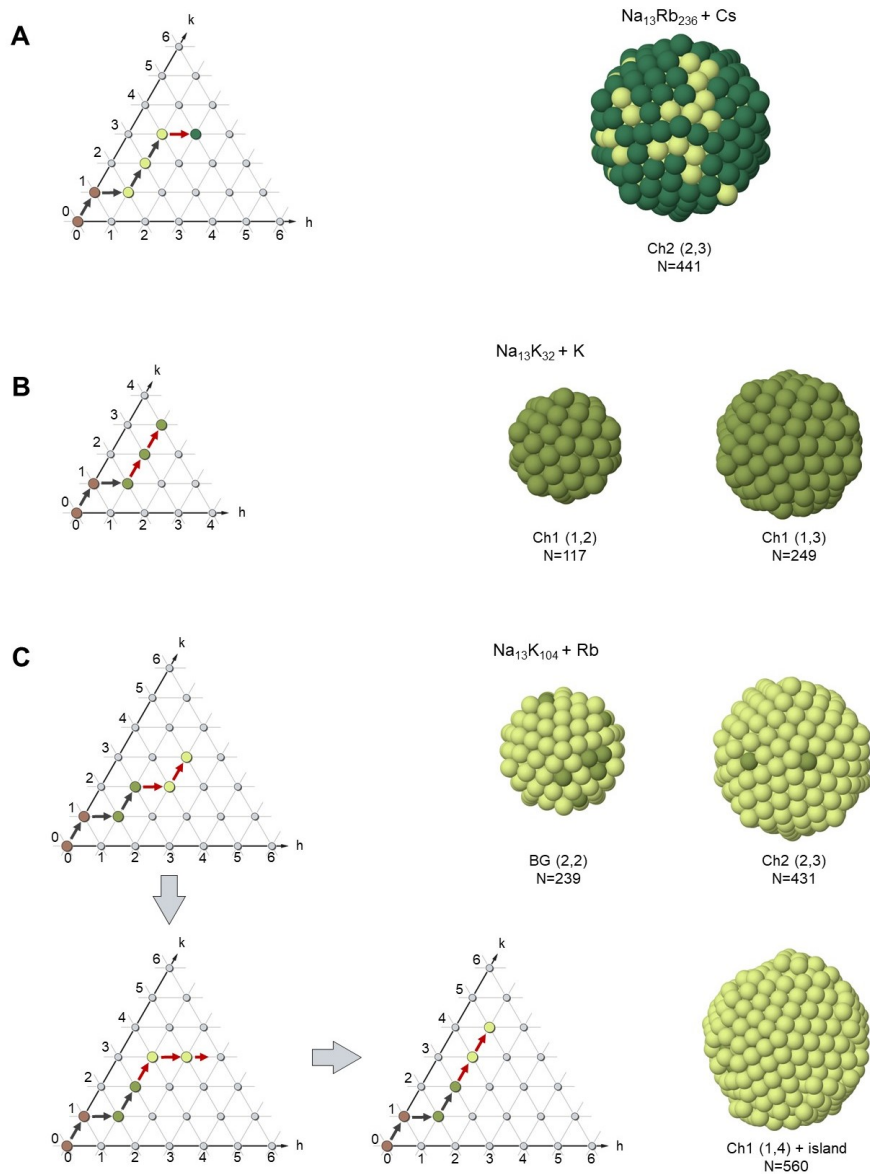 A
k
6
5
4
3
2
1
0
0 1 2 3 4 5 6 h
Na₁₃Rb₂₃₆ + Cs
Ch2 (2,3)
N=441
B
k
4
3
2
1
0
0 1 2 3 4 h
Na₁₃K₃₂ + K
Ch1 (1,2)
N=117
Ch1 (1,3)
N=249
C
k
6
5
4
3
2
1
0
0 1 2 3 4 5 6 h
Na₁₃K₁₀₄ + Rb
BG (2,2)
N=239
Ch2 (2,3)
N=431
k
6
5
4
3
2
1
0
0 1 2 3 4 5 6 h
k
6
5
4
3
2
1
0
0 1 2 3 4 5 6 h
Ch1 (1,4) + island
N=560